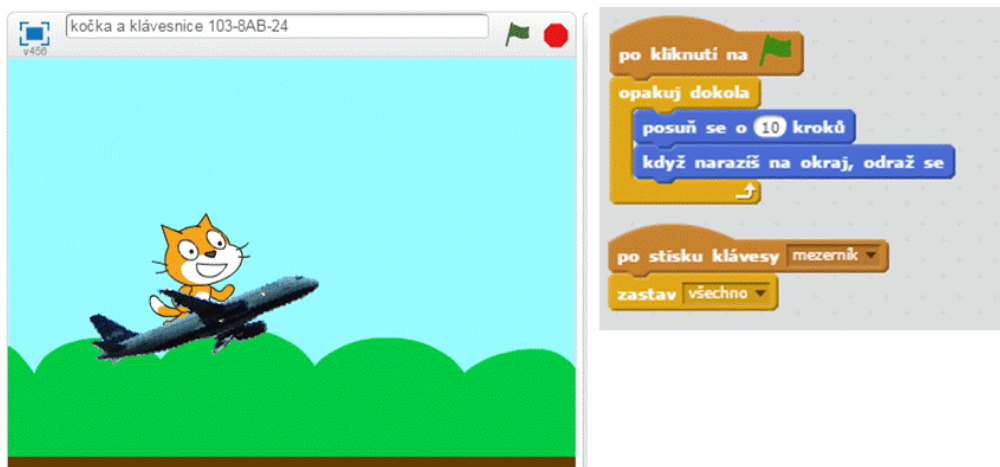 kočka a klávesnice 103-8AB-24
v456
po kliknutí na
opakuj dokola
posuň se o 10 kroků
když narazíš na okraj, odraž se
po stisku klávesy mezerník
zastav všechno